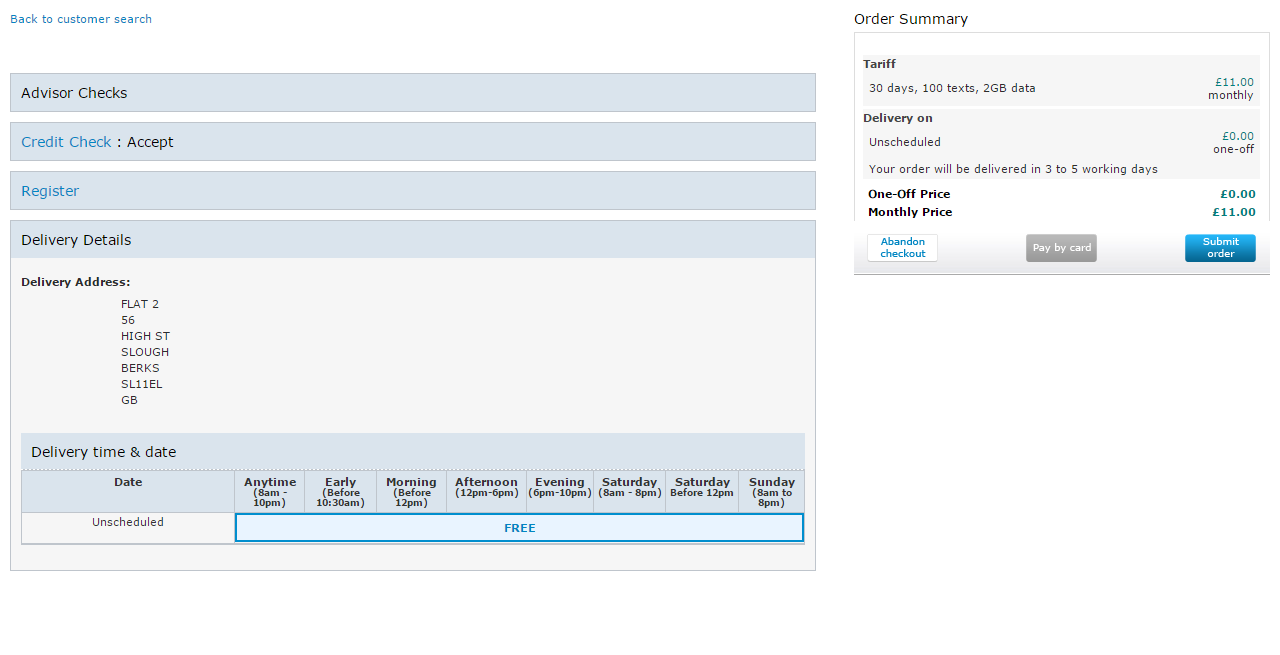 Back to customer search
Advisor Checks
Credit Check : Accept
Register
Delivery Details
Delivery Address:
FLAT 2
56
HIGH ST
SLOUGH
BERKS
SL11EL
GB
Delivery time & date
Date
Anytime
(8am -
10pm)
Early
(Before
10:30am)
Morning
(Before
12pm)
Afternoon
(12pm-6pm)
Evening
(6pm-10pm)
Saturday
(8am - 8pm)
Saturday
Before 12pm
Sunday
(8am to
8pm)
Unscheduled
FREE
Order Summary
Tariff
30 days, 100 texts, 2GB data
£11.00
monthly
Delivery on
Unscheduled
£0.00
one-off
Your order will be delivered in 3 to 5 working days
One-Off Price £0.00
Monthly Price £11.00
Abandon
checkout
Pay by card
Submit
order